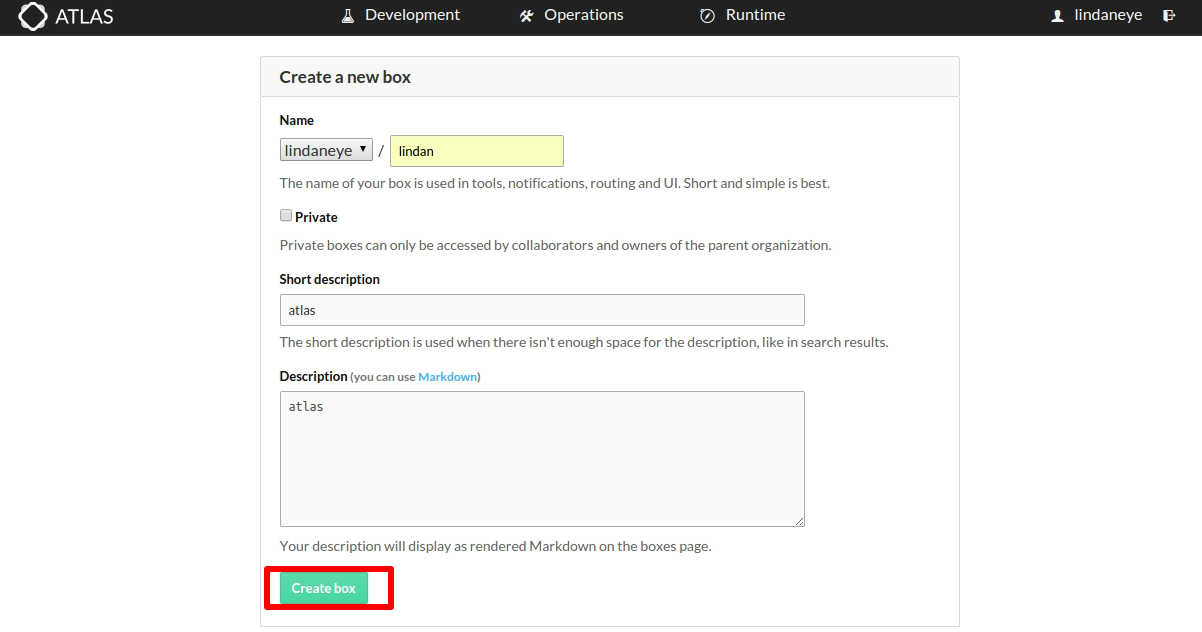 ATLAS Development Operations Runtime lindaneye
Create a new box
Name
lindaneye / lindan
The name of your box is used in tools, notifications, routing and UI. Short and simple is best.
Private
Private boxes can only be accessed by collaborators and owners of the parent organization.
Short description
atlas
The short description is used when there isn't enough space for the description, like in search results.
Description (you can use Markdown)
atlas
Your description will display as rendered Markdown on the boxes page.
Create box